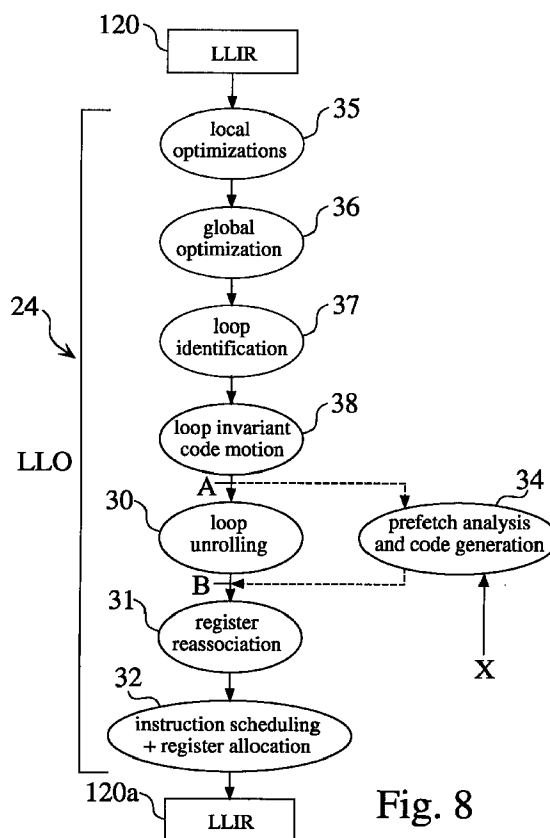 120
LLIR
35
local
optimizations
36
global
optimization
24
37
loop
identification
38
loop invariant
code motion
LLO
A
34
30
loop
unrolling
prefetch analysis
and code generation
B
31
register
reassociation
X
32
instruction scheduling
+ register allocation
120a
LLIR
Fig. 8